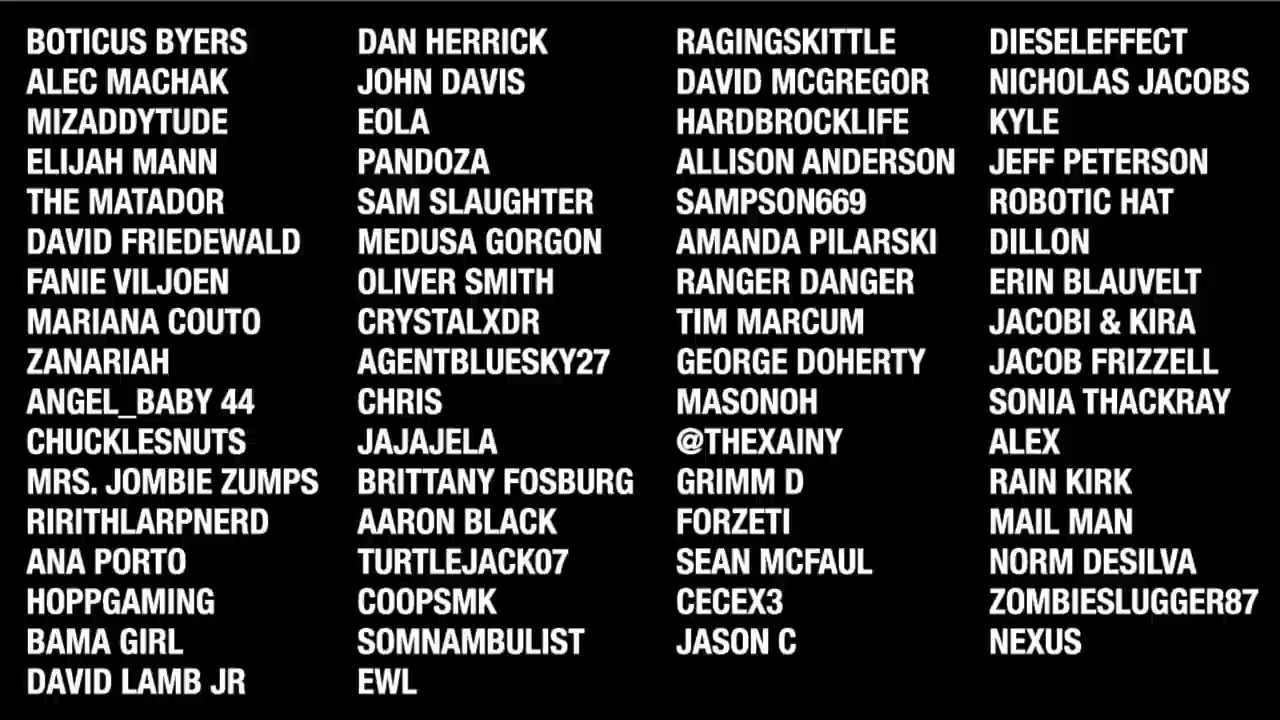 BOTICUS BYERS
ALEC MACHAK
MIZADDYTUDE
ELIJAH MANN
THE MATADOR
DAVID FRIEDEWALD
FANIE VILJOEN
MARIANA COUTO
ZANARIAH
ANGEL_BABY 44
CHUCKLESNUTS
MRS. JOMBIE ZUMPS
RIRITHLARPNERD
ANA PORTO
HOPPGAMING
BAMA GIRL
DAVID LAMB JR
DAN HERRICK
JOHN DAVIS
EOLA
PANDOZA
SAM SLAUGHTER
MEDUSA GORGON
OLIVER SMITH
CRYSTALXDR
AGENTBLUESKY27
CHRIS
JAJAJELA
BRITTANY FOSBURG
AARON BLACK
TURTLEJACK07
COOPSMK
SOMNAMBULIST
EWL
RAGINGSKITTLE
DAVID MCGREGOR
HARDBROCKLIFE
ALLISON ANDERSON
SAMPSON669
AMANDA PILARSKI
RANGER DANGER
TIM MARCUM
GEORGE DOHERTY
MASONOH
@THEXAINY
GRIMM D
FORZETI
SEAN MCFAUL
CECEX3
JASON C
DIESELEFFECT
NICHOLAS JACOBS
KYLE
JEFF PETERSON
ROBOTIC HAT
DILLON
ERIN BLAUVELT
JACOBI & KIRA
JACOB FRIZZELL
SONIA THACKRAY
ALEX
RAIN KIRK
MAIL MAN
NORM DESILVA
ZOMBIESLUGGER87
NEXUS